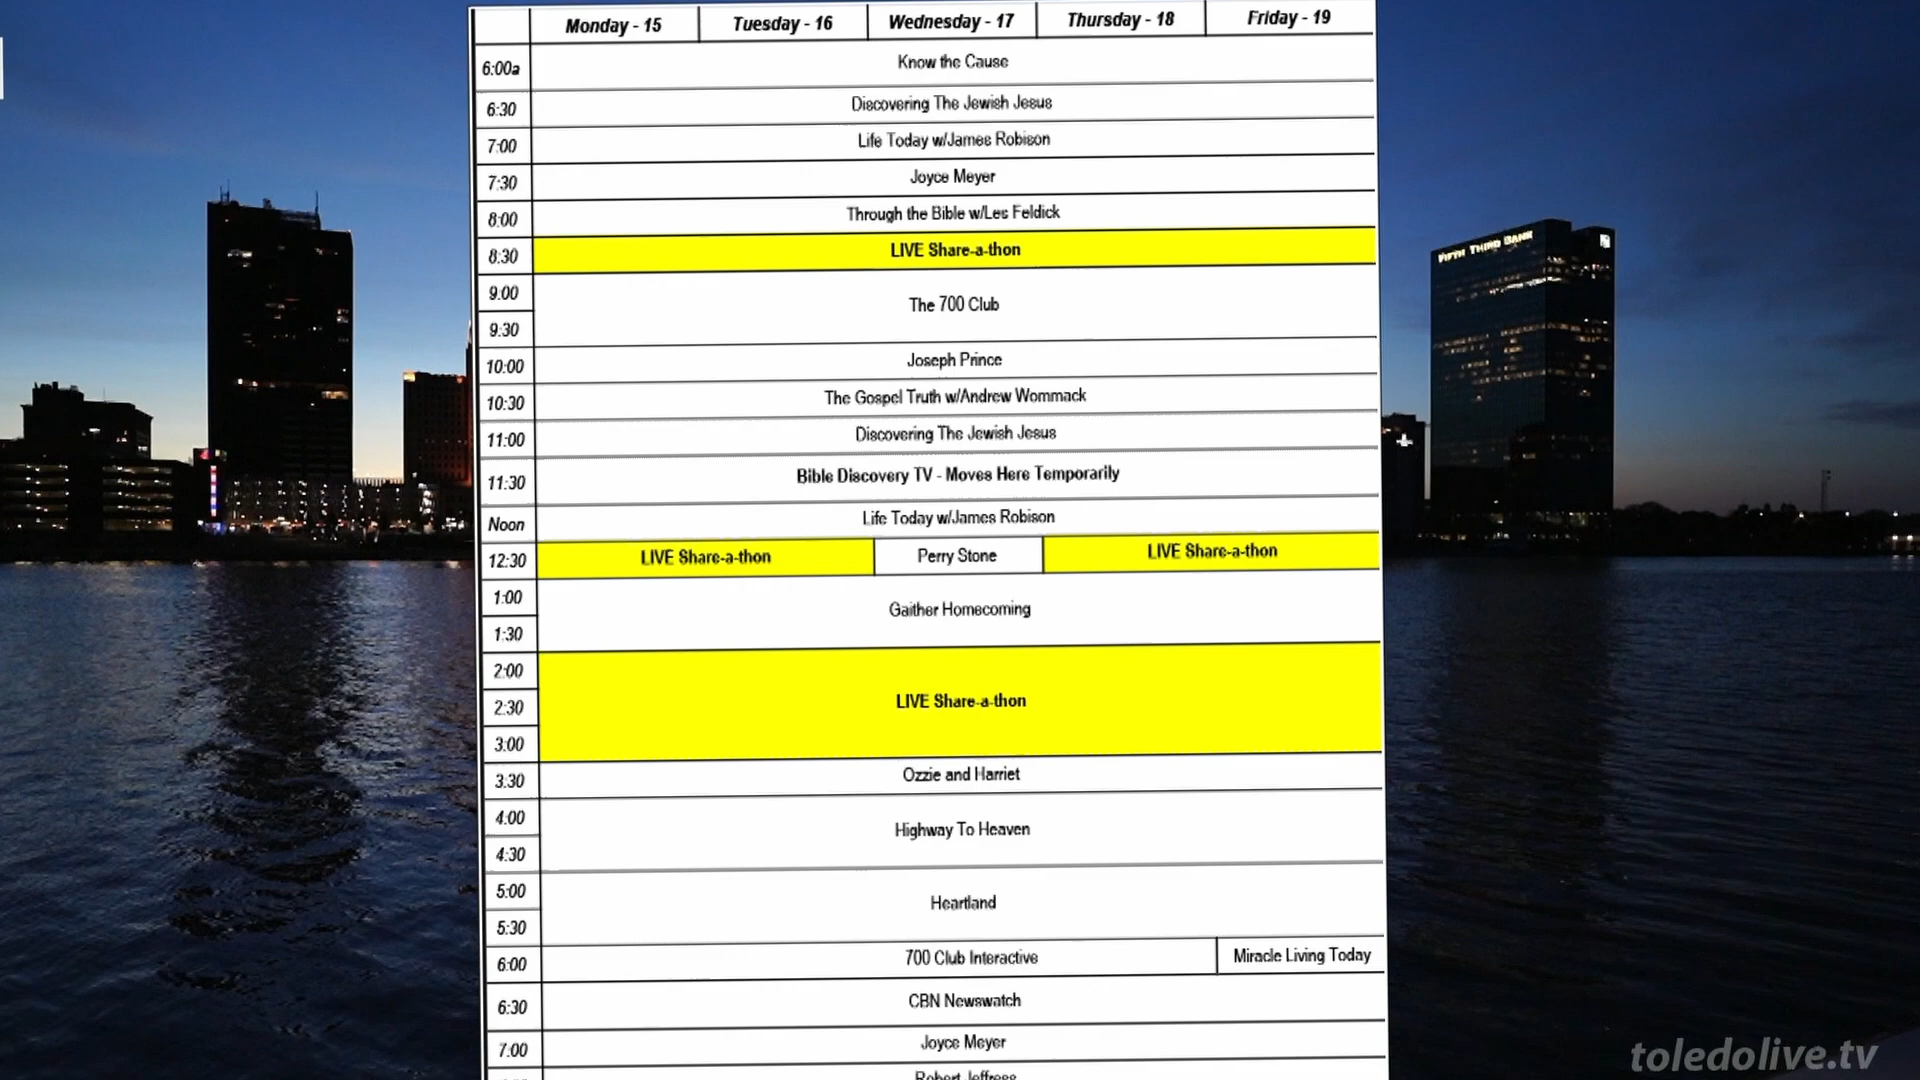 Monday - 15 Tuesday - 16 Wednesday - 17 Thursday - 18 Friday - 19
6:00a Know the Cause
6:30 Discovering The Jewish Jesus
7:00 Life Today w/James Robison
7:30 Joyce Meyer
8:00 Through the Bible w/Les Feldick
8:30 LIVE Share-a-thon
9:00
The 700 Club
9:30
10:00 Joseph Prince
10:30 The Gospel Truth w/Andrew Wommack
11:00 Discovering The Jewish Jesus
11:30 Bible Discovery TV - Moves Here Temporarily
Noon Life Today w/James Robison
12:30 LIVE Share-a-thon Perry Stone LIVE Share-a-thon
1:00
Gaither Homecoming
1:30
2:00
2:30 LIVE Share-a-thon
3:00
3:30 Ozzie and Harriet
4:00
Highway To Heaven
4:30
5:00
Heartland
5:30
6:00 700 Club Interactive Miracle Living Today
6:30 CBN Newswatch
7:00 Joyce Meyer
Robert Jeffress
FIFTH THIRD BANK
toledolive.tv